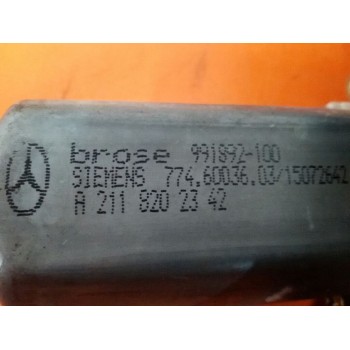 brose 991892-100
SIEMENS 774.60036.03/15072642
A 211 820 23 42